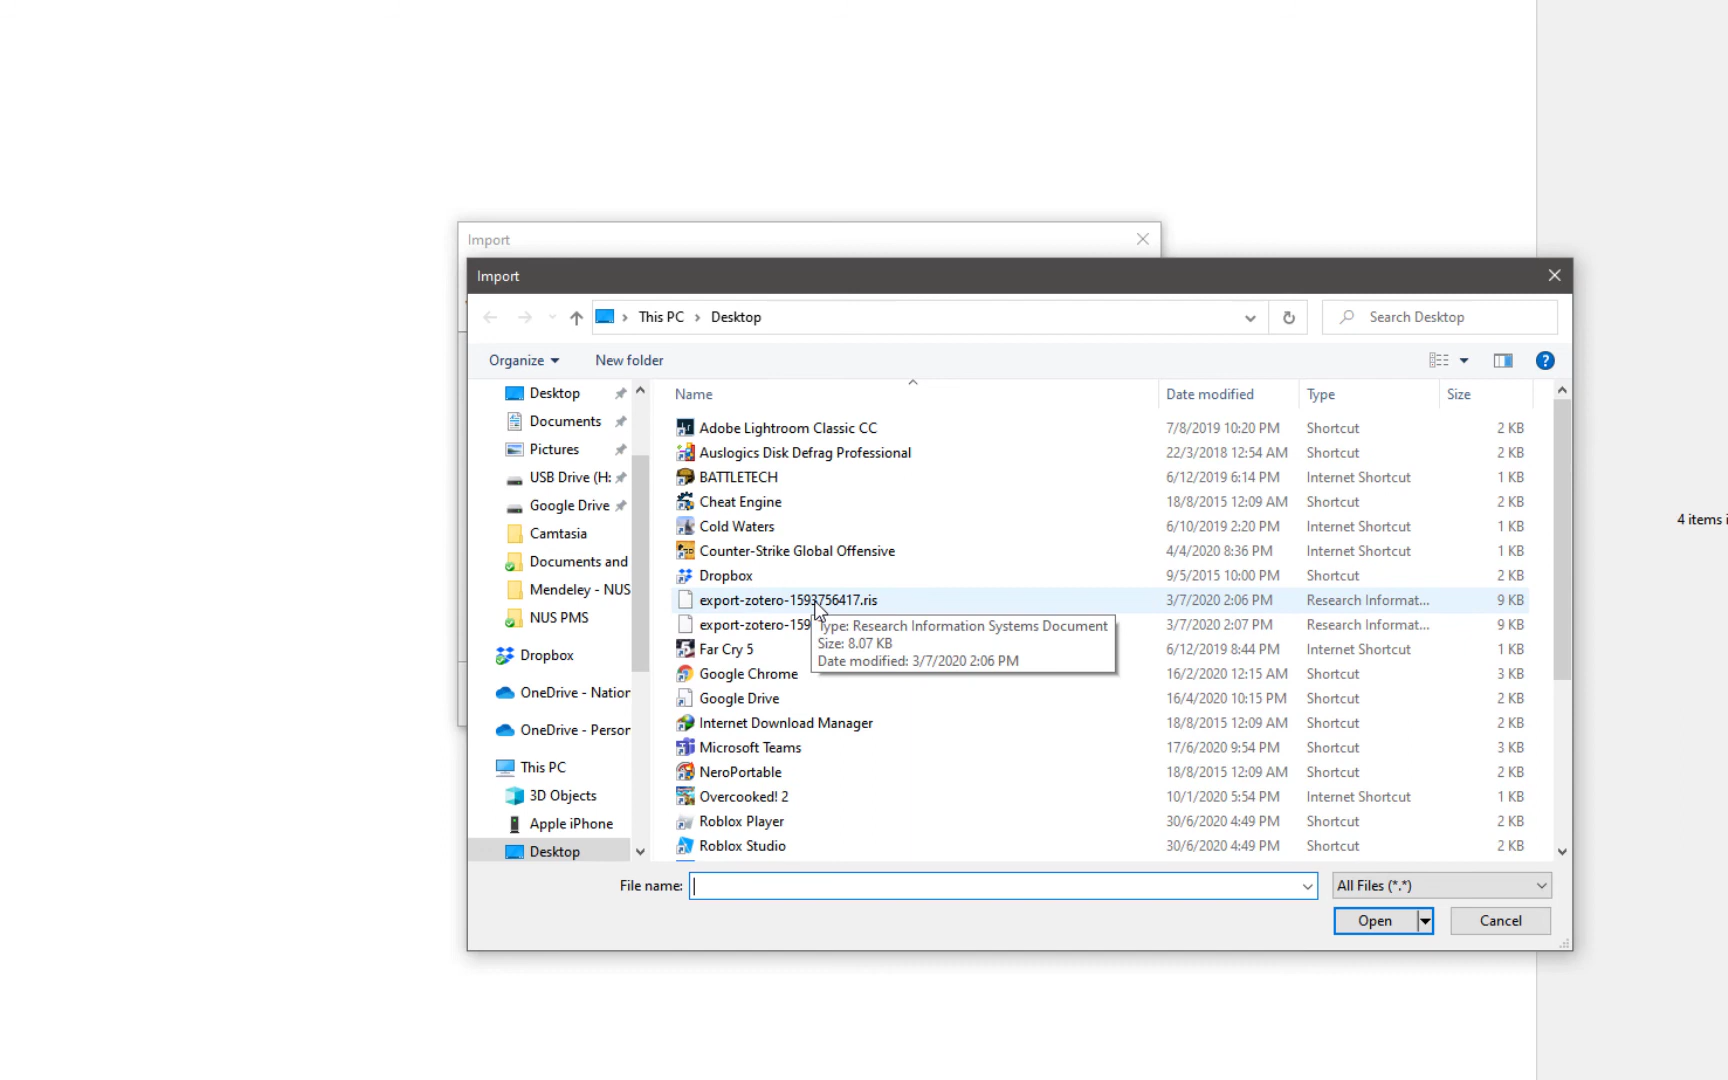 Import
Import
This PC > Desktop
Search Desktop
Organize
New folder
Name
Date modified
Type
Size
Desktop
Documents
Pictures
USB Drive (H:
Google Drive
Camtasia
Documents and
Mendeley - NUS
NUS PMS
Dropbox
OneDrive - Nation
OneDrive - Person
This PC
3D Objects
Apple iPhone
Desktop
Adobe Lightroom Classic CC 7/8/2019 10:20 PM Shortcut 2 KB
Auslogics Disk Defrag Professional 22/3/2018 12:54 AM Shortcut 2 KB
BATTLETECH 6/12/2019 6:14 PM Internet Shortcut 1 KB
Cheat Engine 18/8/2015 12:09 AM Shortcut 2 KB
Cold Waters 6/10/2019 2:20 PM Internet Shortcut 1 KB
Counter-Strike Global Offensive 4/4/2020 8:36 PM Internet Shortcut 1 KB
Dropbox 9/5/2015 10:00 PM Shortcut 2 KB
export-zotero-1593756417.ris 3/7/2020 2:06 PM Research Informat... 9 KB
export-zotero-159 3/7/2020 2:07 PM Research Informat... 9 KB
Type: Research Information Systems Document
Size: 8.07 KB
Date modified: 3/7/2020 2:06 PM
Far Cry 5 6/12/2019 8:44 PM Internet Shortcut 1 KB
Google Chrome 16/2/2020 12:15 AM Shortcut 3 KB
Google Drive 16/4/2020 10:15 PM Shortcut 2 KB
Internet Download Manager 18/8/2015 12:09 AM Shortcut 2 KB
Microsoft Teams 17/6/2020 9:54 PM Shortcut 3 KB
NeroPortable 18/8/2015 12:09 AM Shortcut 2 KB
Overcooked! 2 10/1/2020 5:54 PM Internet Shortcut 1 KB
Roblox Player 30/6/2020 4:49 PM Shortcut 2 KB
Roblox Studio 30/6/2020 4:49 PM Shortcut 2 KB
File name:
All Files (*.*)
Open
Cancel
4 items i